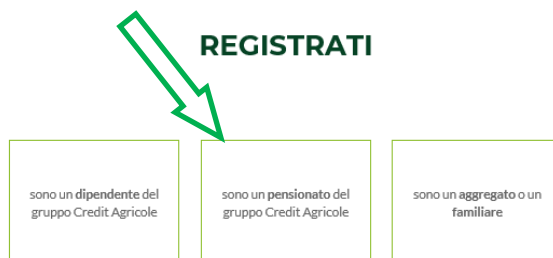 REGISTRATI
sono un dipendente del
gruppo Credit Agricole
sono un pensionato del
gruppo Credit Agricole
sono un aggregato o un
familiare